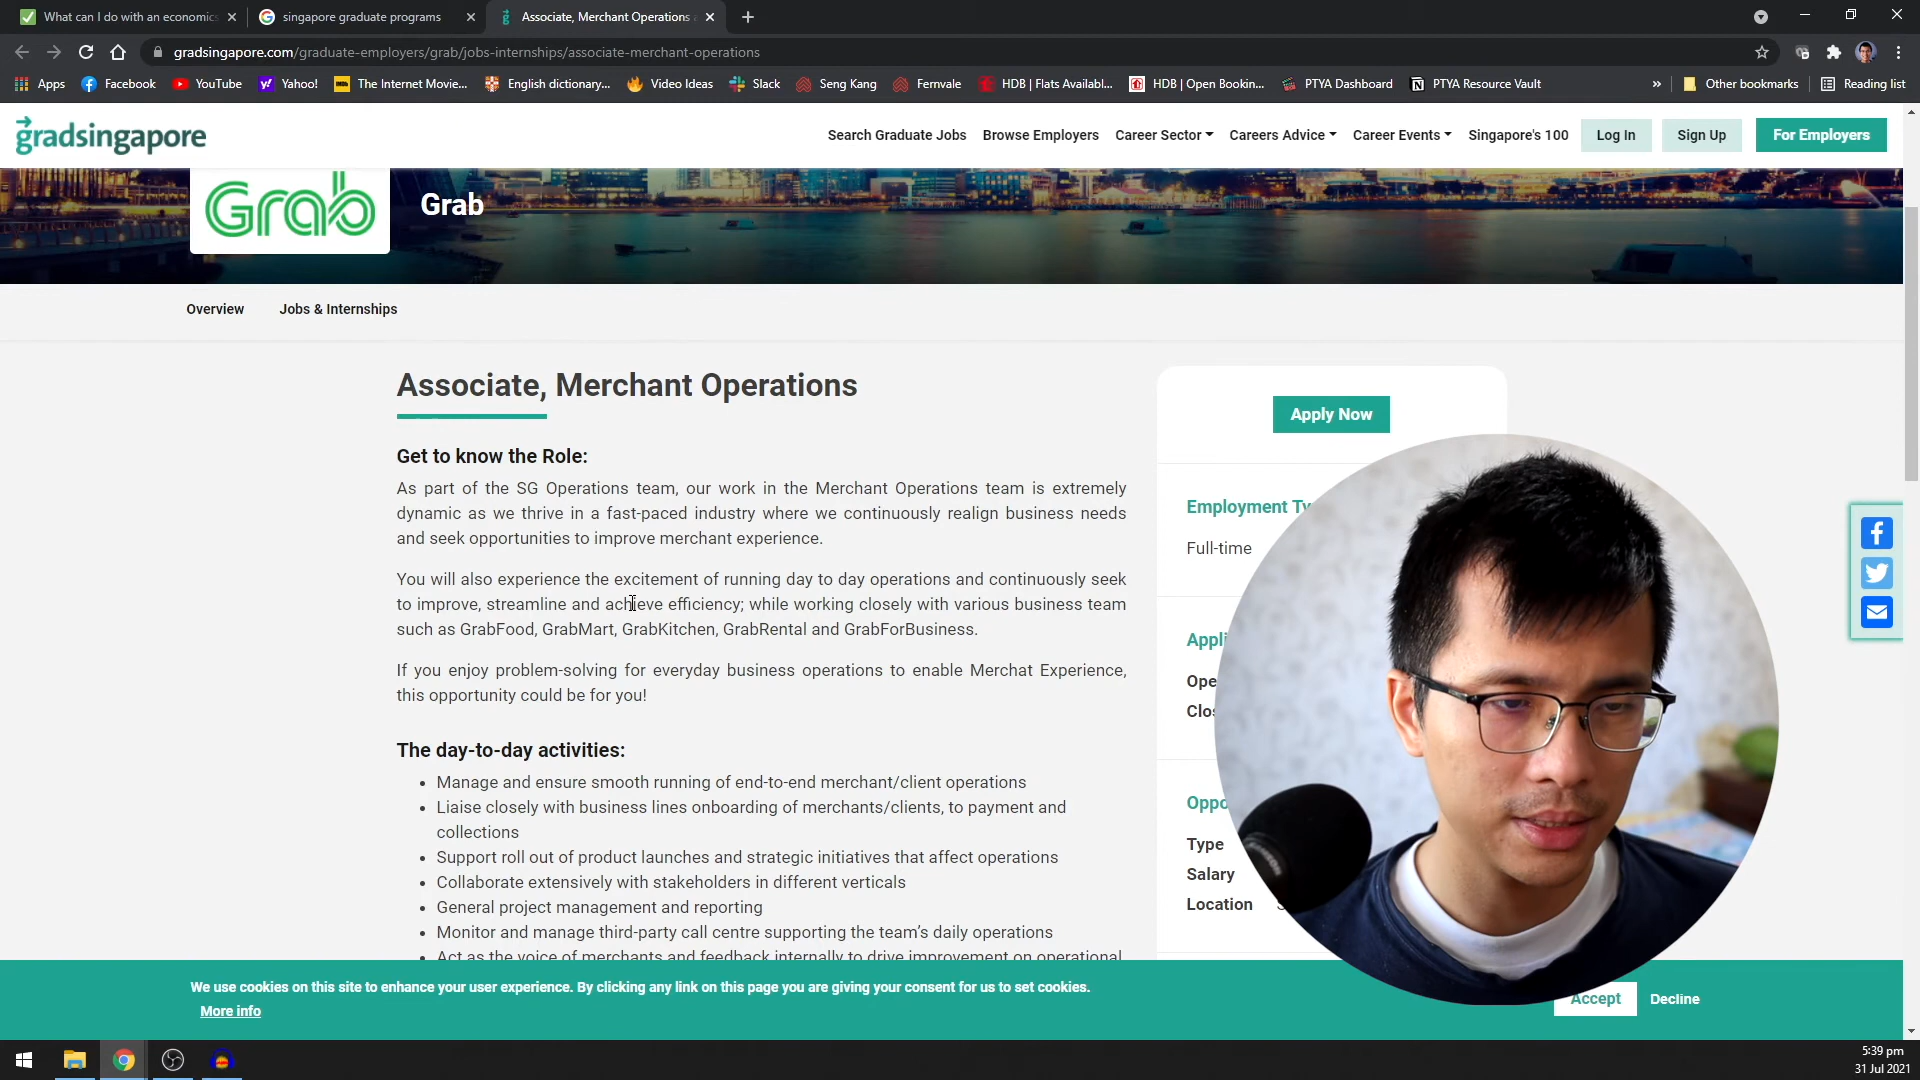 What can I do with an economics
singapore graduate programs
Associate, Merchant Operations
gradsingapore.com/graduate-employers/grab/jobs-internships/associate-merchant-operations
Apps
Facebook
YouTube
Yahoo!
The Internet Movie...
English dictionary...
Video Ideas
Slack
Seng Kang
Fernvale
HDB | Flats Availabl...
HDB | Open Bookin...
PTYA Dashboard
PTYA Resource Vault
»
Other bookmarks
Reading list
gradsingapore
Search Graduate Jobs
Browse Employers
Career Sector
Careers Advice
Career Events
Singapore's 100
Log In
Sign Up
For Employers
Grab
Grab
Overview
Jobs & Internships
Associate, Merchant Operations
Get to know the Role:
As part of the SG Operations team, our work in the Merchant Operations team is extremely
dynamic as we thrive in a fast-paced industry where we continuously realign business needs
and seek opportunities to improve merchant experience.
You will also experience the excitement of running day to day operations and continuously seek
to improve, streamline and achieve efficiency; while working closely with various business team
such as GrabFood, GrabMart, GrabKitchen, GrabRental and GrabForBusiness.
If you enjoy problem-solving for everyday business operations to enable Merchat Experience,
this opportunity could be for you!
The day-to-day activities:
• Manage and ensure smooth running of end-to-end merchant/client operations
• Liaise closely with business lines onboarding of merchants/clients, to payment and
collections
• Support roll out of product launches and strategic initiatives that affect operations
• Collaborate extensively with stakeholders in different verticals
• General project management and reporting
• Monitor and manage third-party call centre supporting the team's daily operations
• Act as the voice of merchants and feedback internally to drive improvement on operational
Apply Now
Employment Ty
Full-time
Appli
Ope
Clos
Oppo
Type
Salary
Location
We use cookies on this site to enhance your user experience. By clicking any link on this page you are giving your consent for us to set cookies.
More info
Accept
Decline
5:39 pm
31 Jul 2021